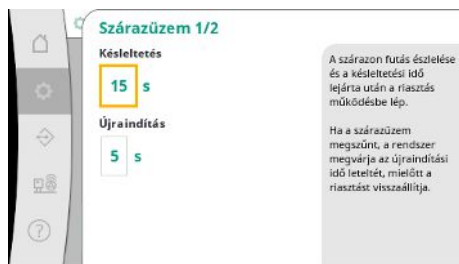 Szárazüzem 1/2
Késleltetés
15 s
Újraindítás
5 s
A szárazon futás észlelése
és a késleltetési idő
lejárta után a riasztás
működésbe lép.
Ha a szárazüzem
megszűnt, a rendszer
megvárja az újraindítási
idő leteltét, mielőtt a
riasztást visszaállítja.